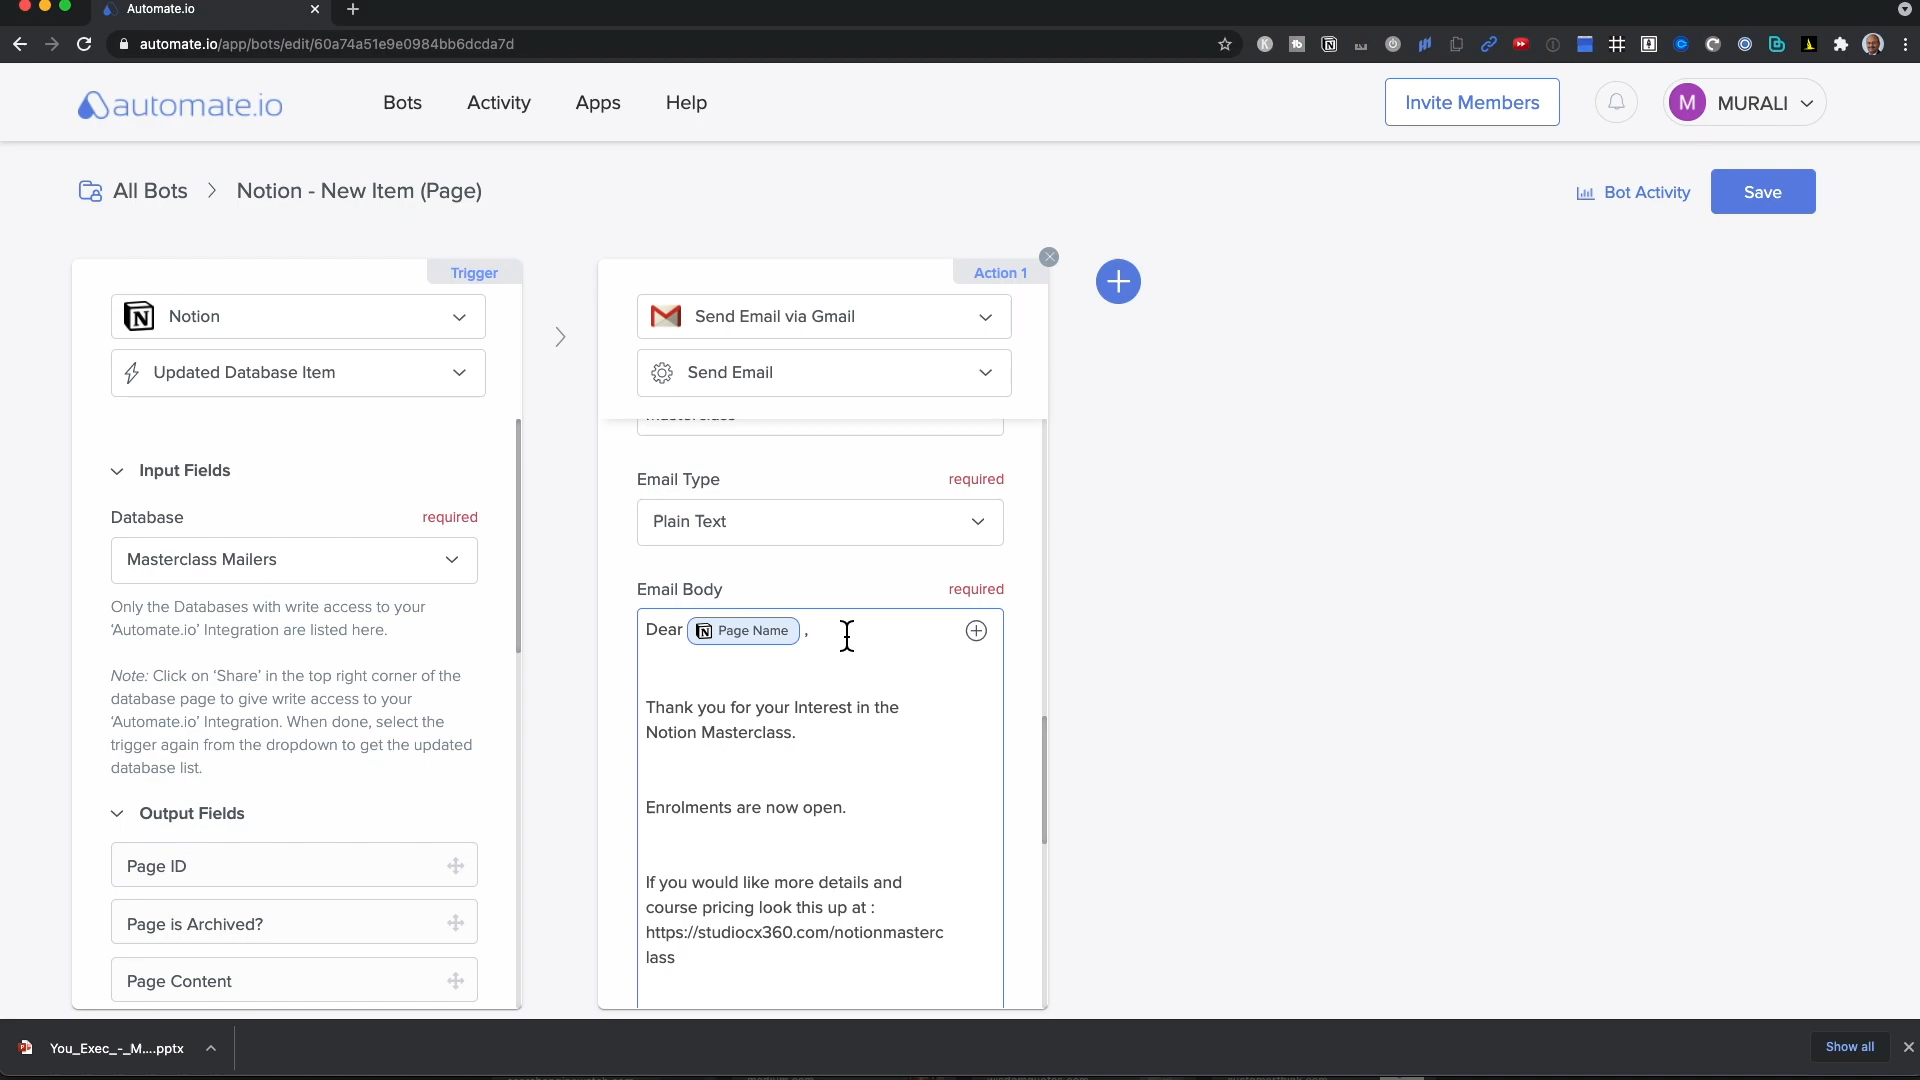 Automate.io
automate.io/app/bots/edit/60a74a51e9e0984bb6dcda7d
automate.io
Bots
Activity
Apps
Help
Invite Members
M
MURALI
All Bots
Notion - New Item (Page)
Bot Activity
Save
Trigger
Notion
Updated Database Item
Input Fields
Database
required
Masterclass Mailers
Only the Databases with write access to your
'Automate.io' Integration are listed here.
Note: Click on 'Share' in the top right corner of the
database page to give write access to your
'Automate.io' Integration. When done, select the
trigger again from the dropdown to get the updated
database list.
Output Fields
Page ID
Page is Archived?
Page Content
Action 1
Send Email via Gmail
Send Email
Email Type
required
Plain Text
Email Body
required
Dear Page Name ,
Thank you for your Interest in the
Notion Masterclass.
Enrolments are now open.
If you would like more details and
course pricing look this up at :
https://studiocx360.com/notionmasterc
lass
You_Exec_-_M....pptx
Show all